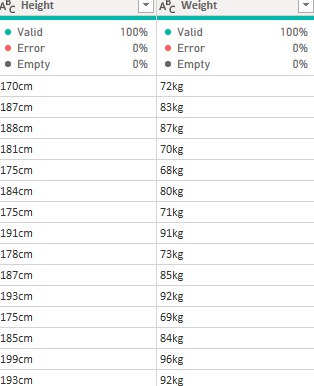 ABC Height ABC Weight
Valid 100% Valid 100%
Error 0% Error 0%
Empty 0% Empty 0%
170cm 72kg
187cm 83kg
188cm 87kg
181cm 70kg
175cm 68kg
184cm 80kg
175cm 71kg
191cm 91kg
178cm 73kg
187cm 85kg
193cm 92kg
175cm 69kg
185cm 84kg
199cm 96kg
193cm 92kg